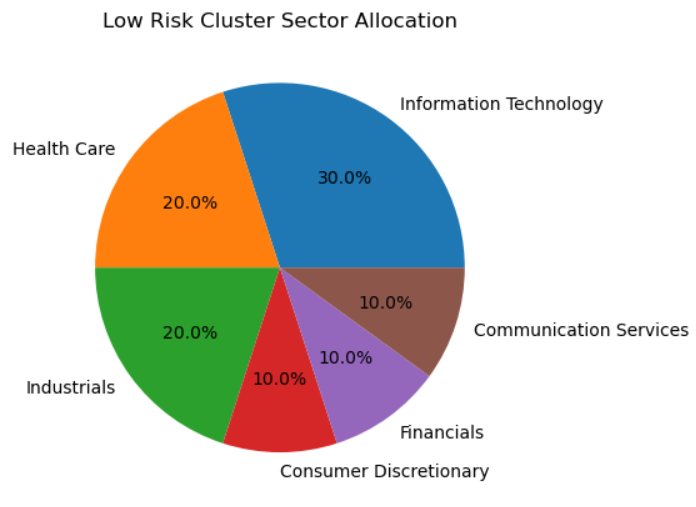 Low Risk Cluster Sector Allocation
Information Technology
30.0%
Health Care
20.0%
20.0%
Industrials
10.0%
Consumer Discretionary
10.0%
Financials
10.0%
Communication Services